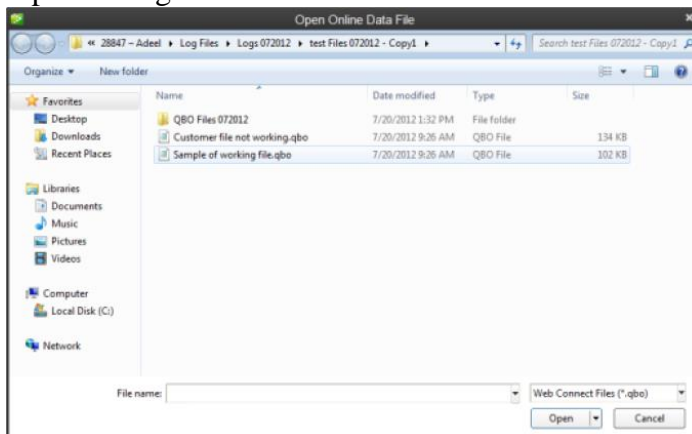 Open Online Data File
« 28847 – Adeel ▸ Log Files ▸ Logs 072012 ▸ test Files 072012 - Copy1 ▸
Search test Files 072012 - Copy1
Organize New folder
Name Date modified Type Size
Favorites
Desktop
Downloads
Recent Places
Libraries
Documents
Music
Pictures
Videos
Computer
Local Disk (C:)
Network
QBO Files 072012 7/20/2012 1:32 PM File folder
Customer file not working.qbo 7/20/2012 9:26 AM QBO File 134 KB
Sample of working file.qbo 7/20/2012 9:26 AM QBO File 102 KB
File name: Web Connect Files (*.qbo)
Open Cancel